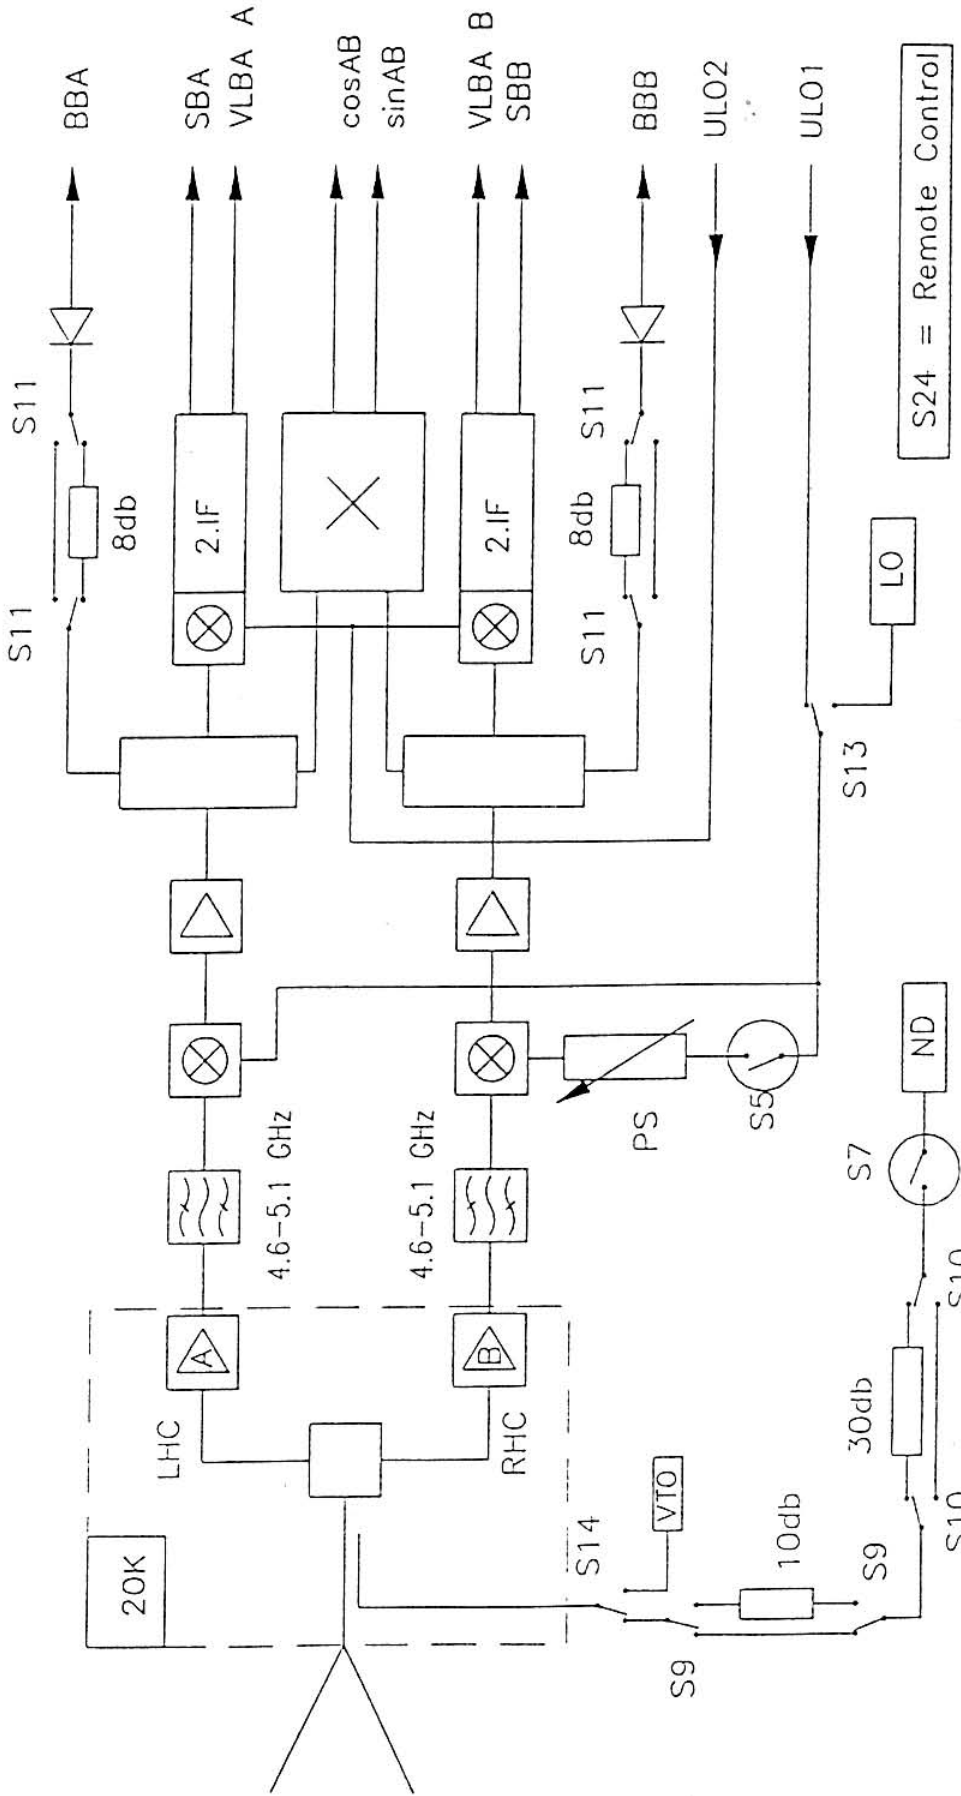 BBA
SBA
VLBA A
cosAB
sinAB
VLBA B
SBB
BBB
ULO2
ULO1
S24 = Remote Control
S11
8db
S11
2.IF
2.IF
S11
8db
S11
LO
S13
4.6-5.1 GHz
4.6-5.1 GHz
PS
S5
ND
S7
S10
30db
S10
A
B
LHC
RHC
20K
S14
VTO
10db
S9
S9